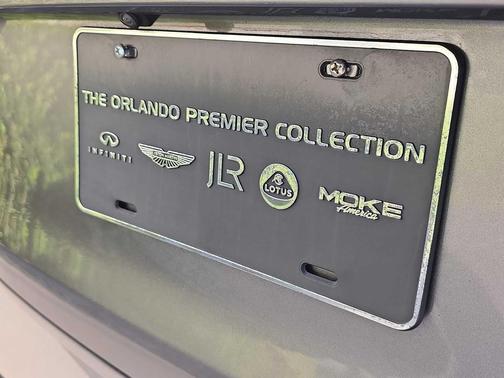 THE ORLANDO PREMIER COLLECTION
INFINITI JLR LOTUS MOKE
America